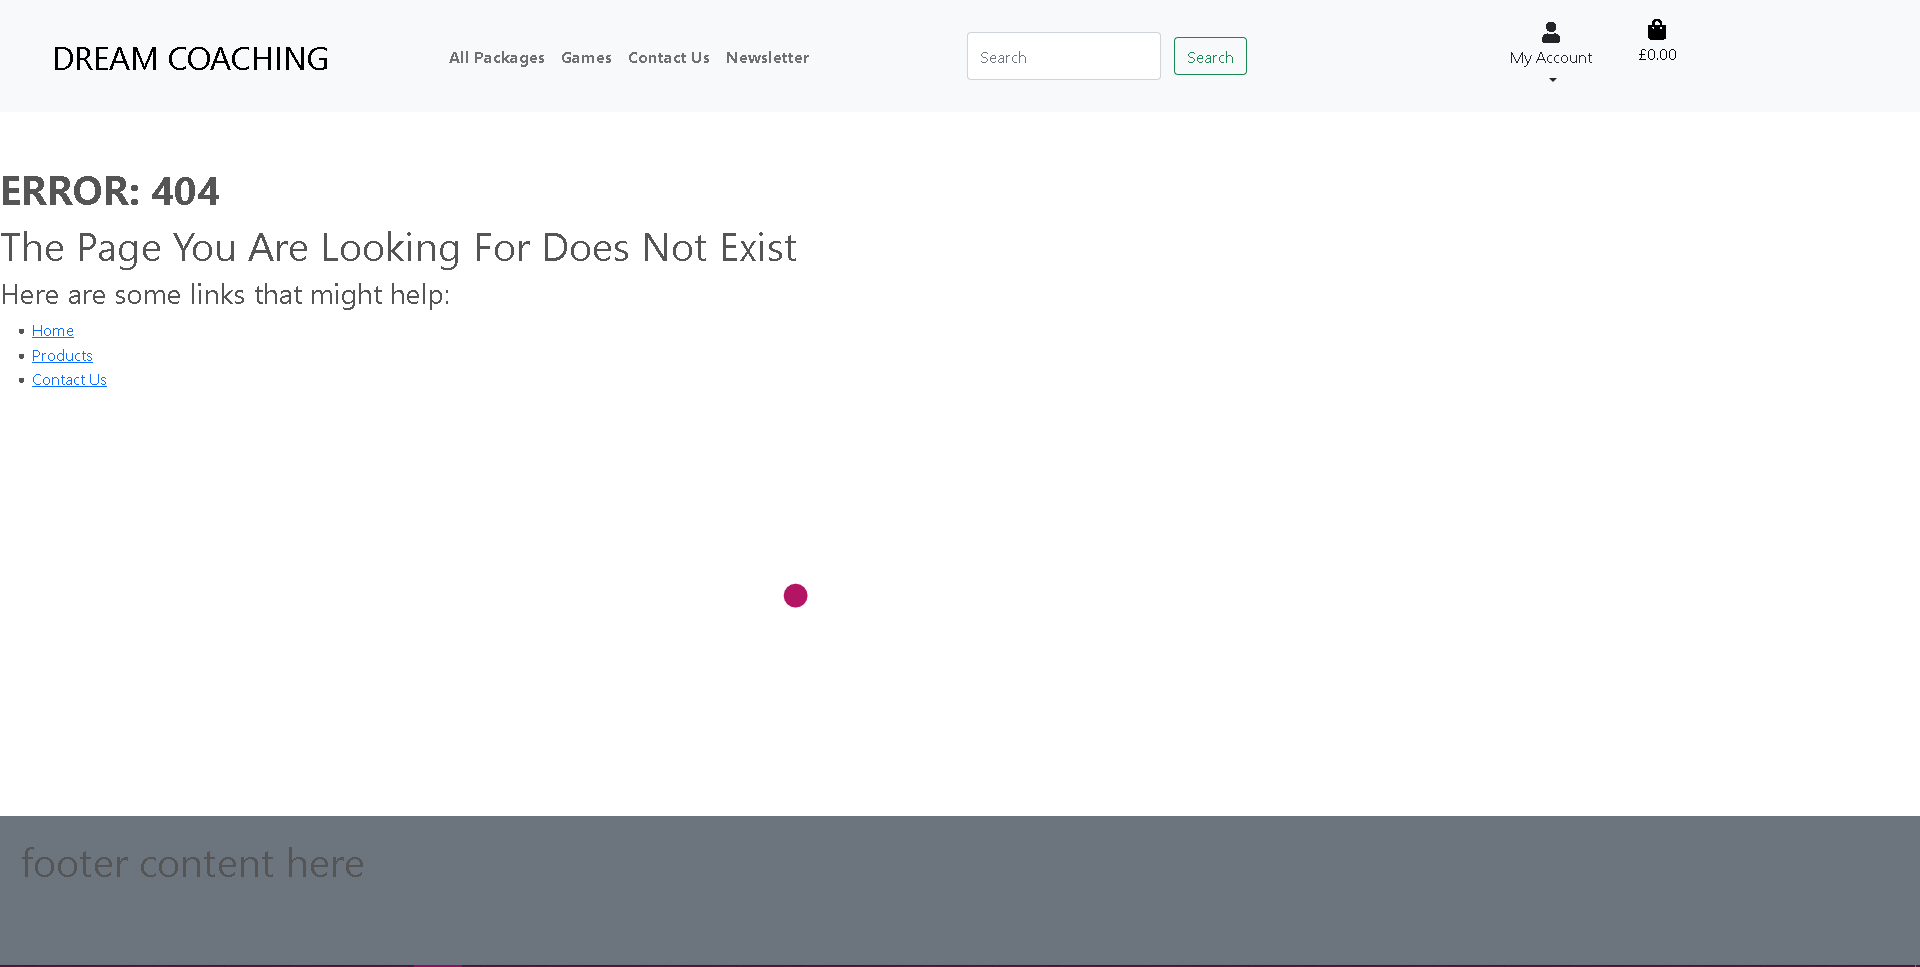 DREAM COACHING
All Packages Games Contact Us Newsletter
Search
Search
My Account
£0.00
ERROR: 404
The Page You Are Looking For Does Not Exist
Here are some links that might help:
Home
Products
Contact Us
footer content here